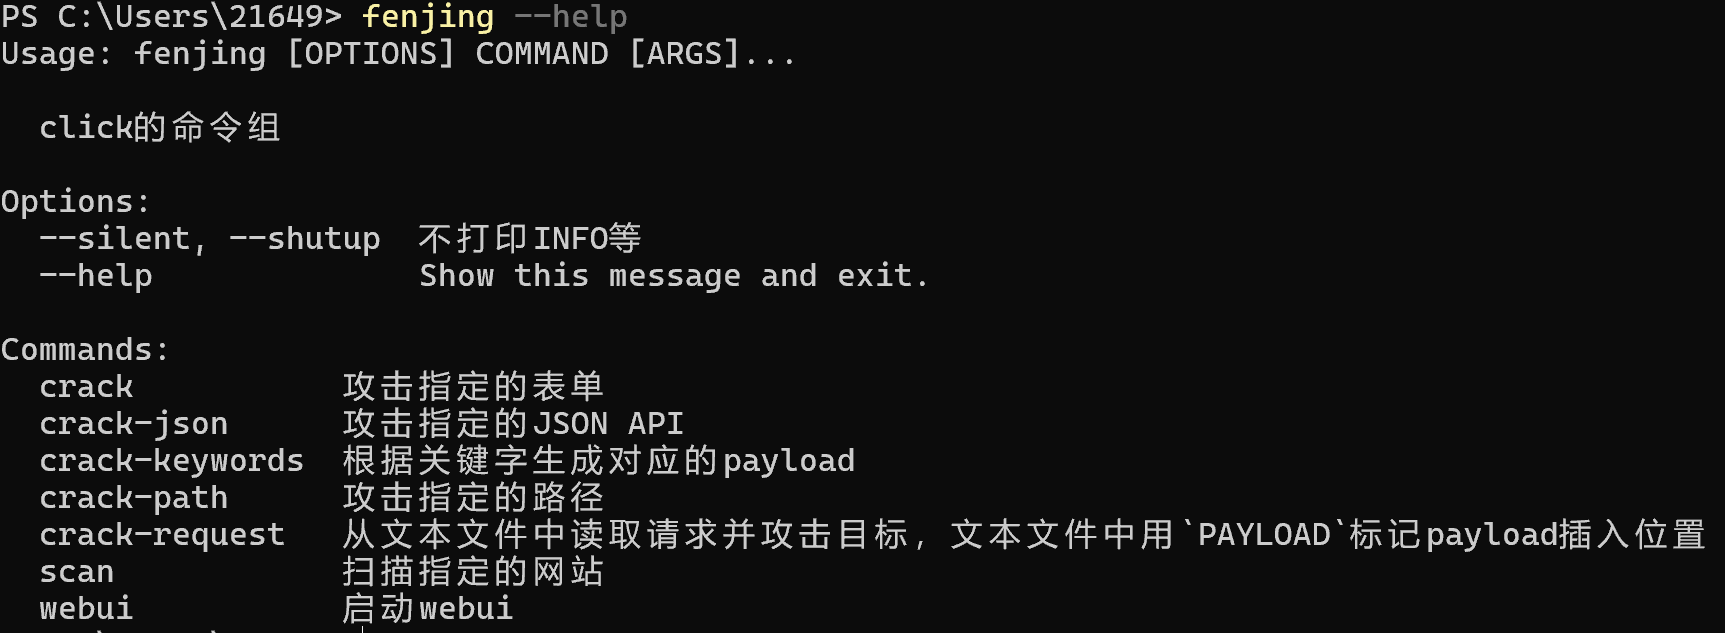 PS C:\Users\21649> fenjing --help
Usage: fenjing [OPTIONS] COMMAND [ARGS]...
click的命令组
Options:
--silent, --shutup 不打印INFO等
--help Show this message and exit.
Commands:
crack 攻击指定的表单
crack-json 攻击指定的JSON API
crack-keywords 根据关键字生成对应的payload
crack-path 攻击指定的路径
crack-request 从文本文件中读取请求并攻击目标，文本文件中用`PAYLOAD`标记payload插入位置
scan 扫描指定的网站
webui 启动webui